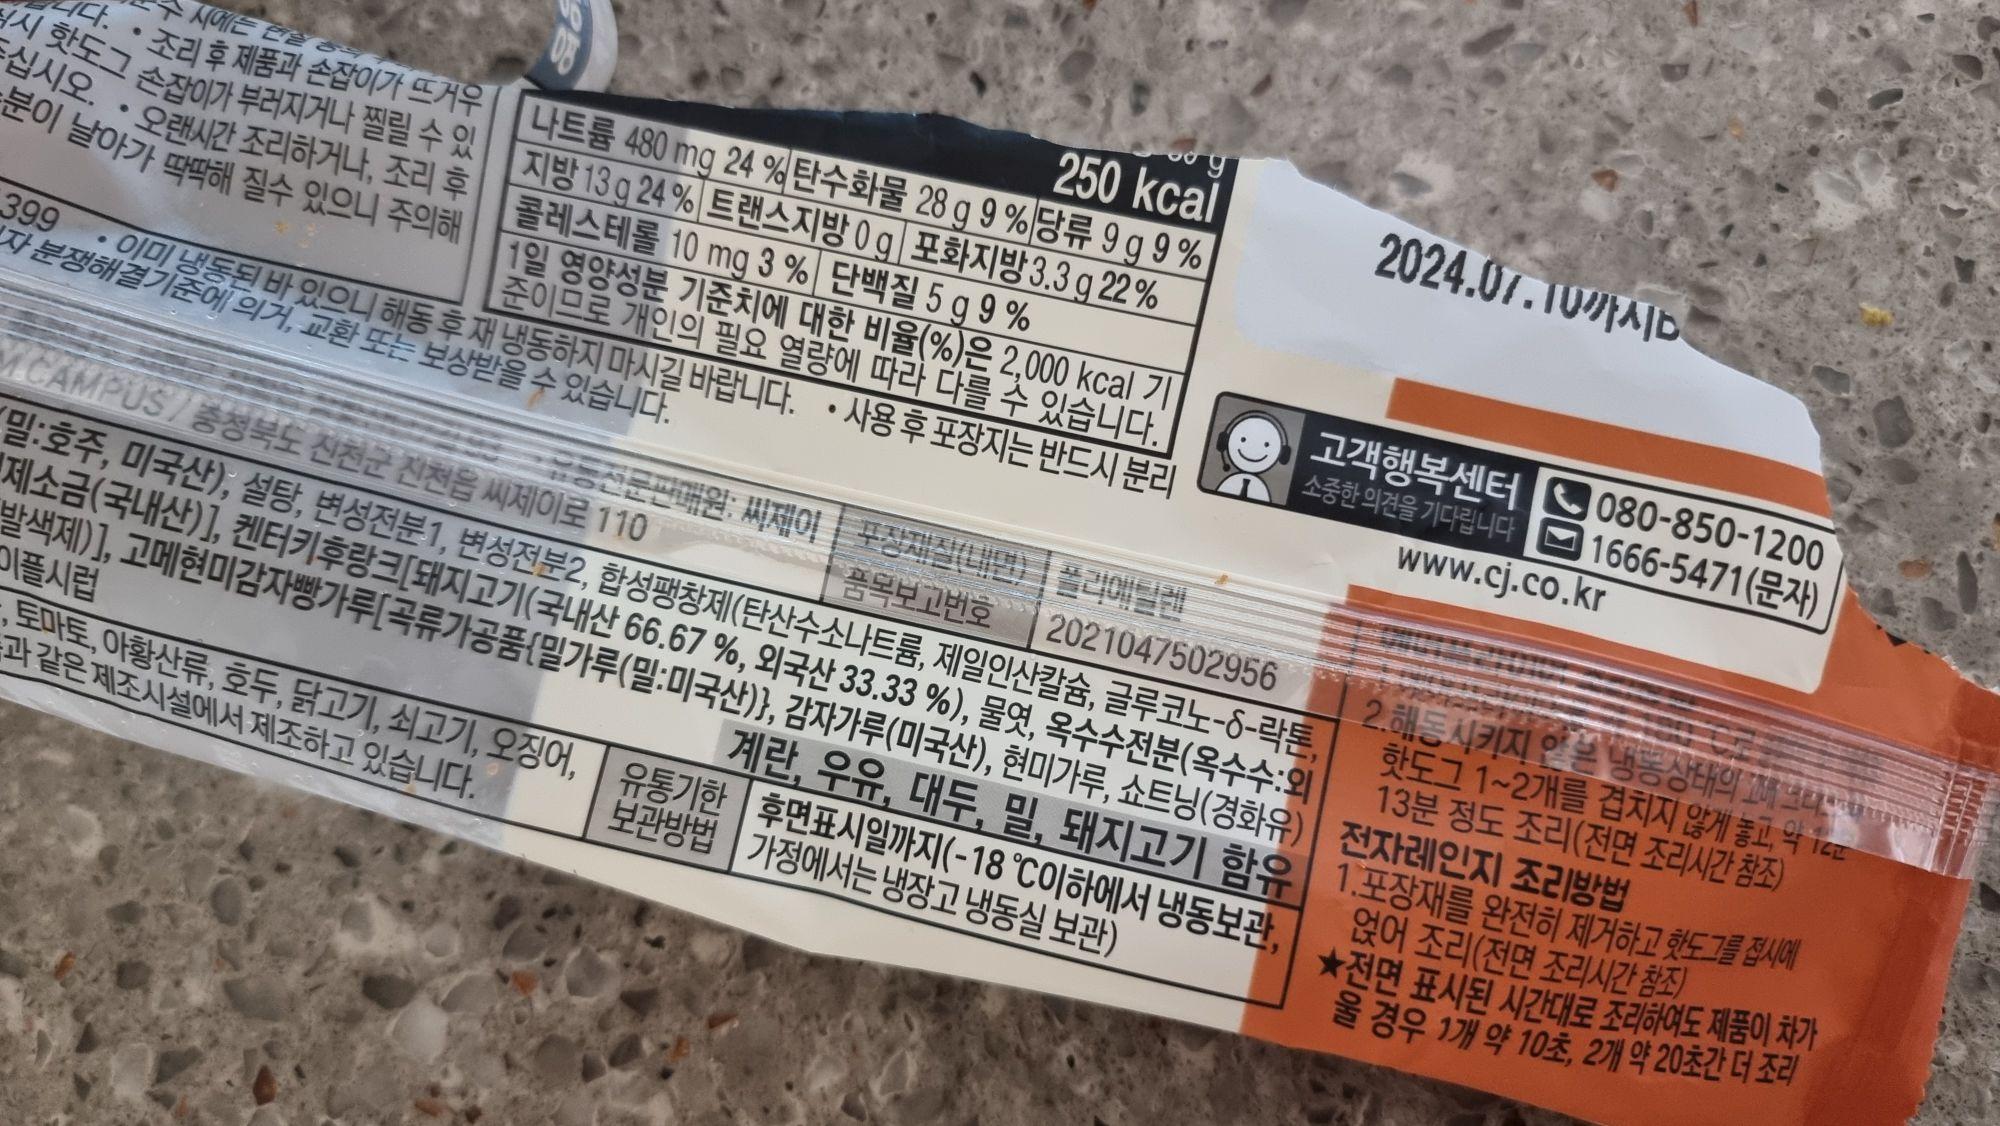 조리 후 제품과 손잡이가 뜨거우
시 핫도그 손잡이가 부러지거나 찔릴 수 있
십시오. • 오랜시간 조리하거나, 조리 후
분이 날아가 딱딱해 질수 있으니 주의해
399 • 이미 냉동된 바 있으니 해동 후 재 냉동하지 마시길 바랍니다. • 사용 후 포장지는 반드시 분리
자 분쟁해결기준에 의거, 교환 또는 보상받을 수 있습니다.
250 kcal
나트륨 480 mg 24 % 탄수화물 28 g 9 % 당류 9 g 9 %
지방 13 g 24 % 트랜스지방 0 g 포화지방 3.3 g 22 %
콜레스테롤 10 mg 3 % 단백질 5 g 9 %
1일 영양성분 기준치에 대한 비율(%)은 2,000 kcal 기
준이므로 개인의 필요 열량에 따라 다를 수 있습니다.
2024.07.10까지B
고객행복센터
소중한 의견을 기다립니다
080-850-1200
1666-5471(문자)
www.cj.co.kr
유통전문판매원: 씨제이
M.CAMPUS / 충청북도 진천군 진천읍 씨제이로 110
포장재질(내면) 폴리에틸렌
품목보고번호 20210475022956
(밀:호주, 미국산), 설탕, 변성전분1, 변성전분2, 합성팽창제(탄산수소나트륨, 제일인산칼슘, 글루코노-δ-락톤,
제소금(국내산)], 켄터키후랑크[돼지고기(국내산 66.67 %, 외국산 33.33 %), 물엿, 옥수수전분(옥수수:외
발색제)], 고메현미감자빵가루[곡류가공품{밀가루(밀:미국산)}, 감자가루(미국산), 현미가루, 쇼트닝(경화유)
이플시럽
계란, 우유, 대두, 밀, 돼지고기 함유
토마토, 아황산류, 호두, 닭고기, 쇠고기, 오징어,
과 같은 제조시설에서 제조하고 있습니다.
유통기한
보관방법
후면표시일까지(-18 ℃이하에서 냉동보관,
가정에서는 냉장고 냉동실 보관)
2.해동시키지 않은 냉동상태의 고메
핫도그 1~2개를 겹치지 않게 놓고, 약 12분
13분 정도 조리(전면 조리시간 참조)
전자레인지 조리방법
1.포장재를 완전히 제거하고 핫도그를 접시에
얹어 조리(전면 조리시간 참조)
★전면 표시된 시간대로 조리하여도 제품이 차가
울 경우 1개 약 10초, 2개 약 20초간 더 조리